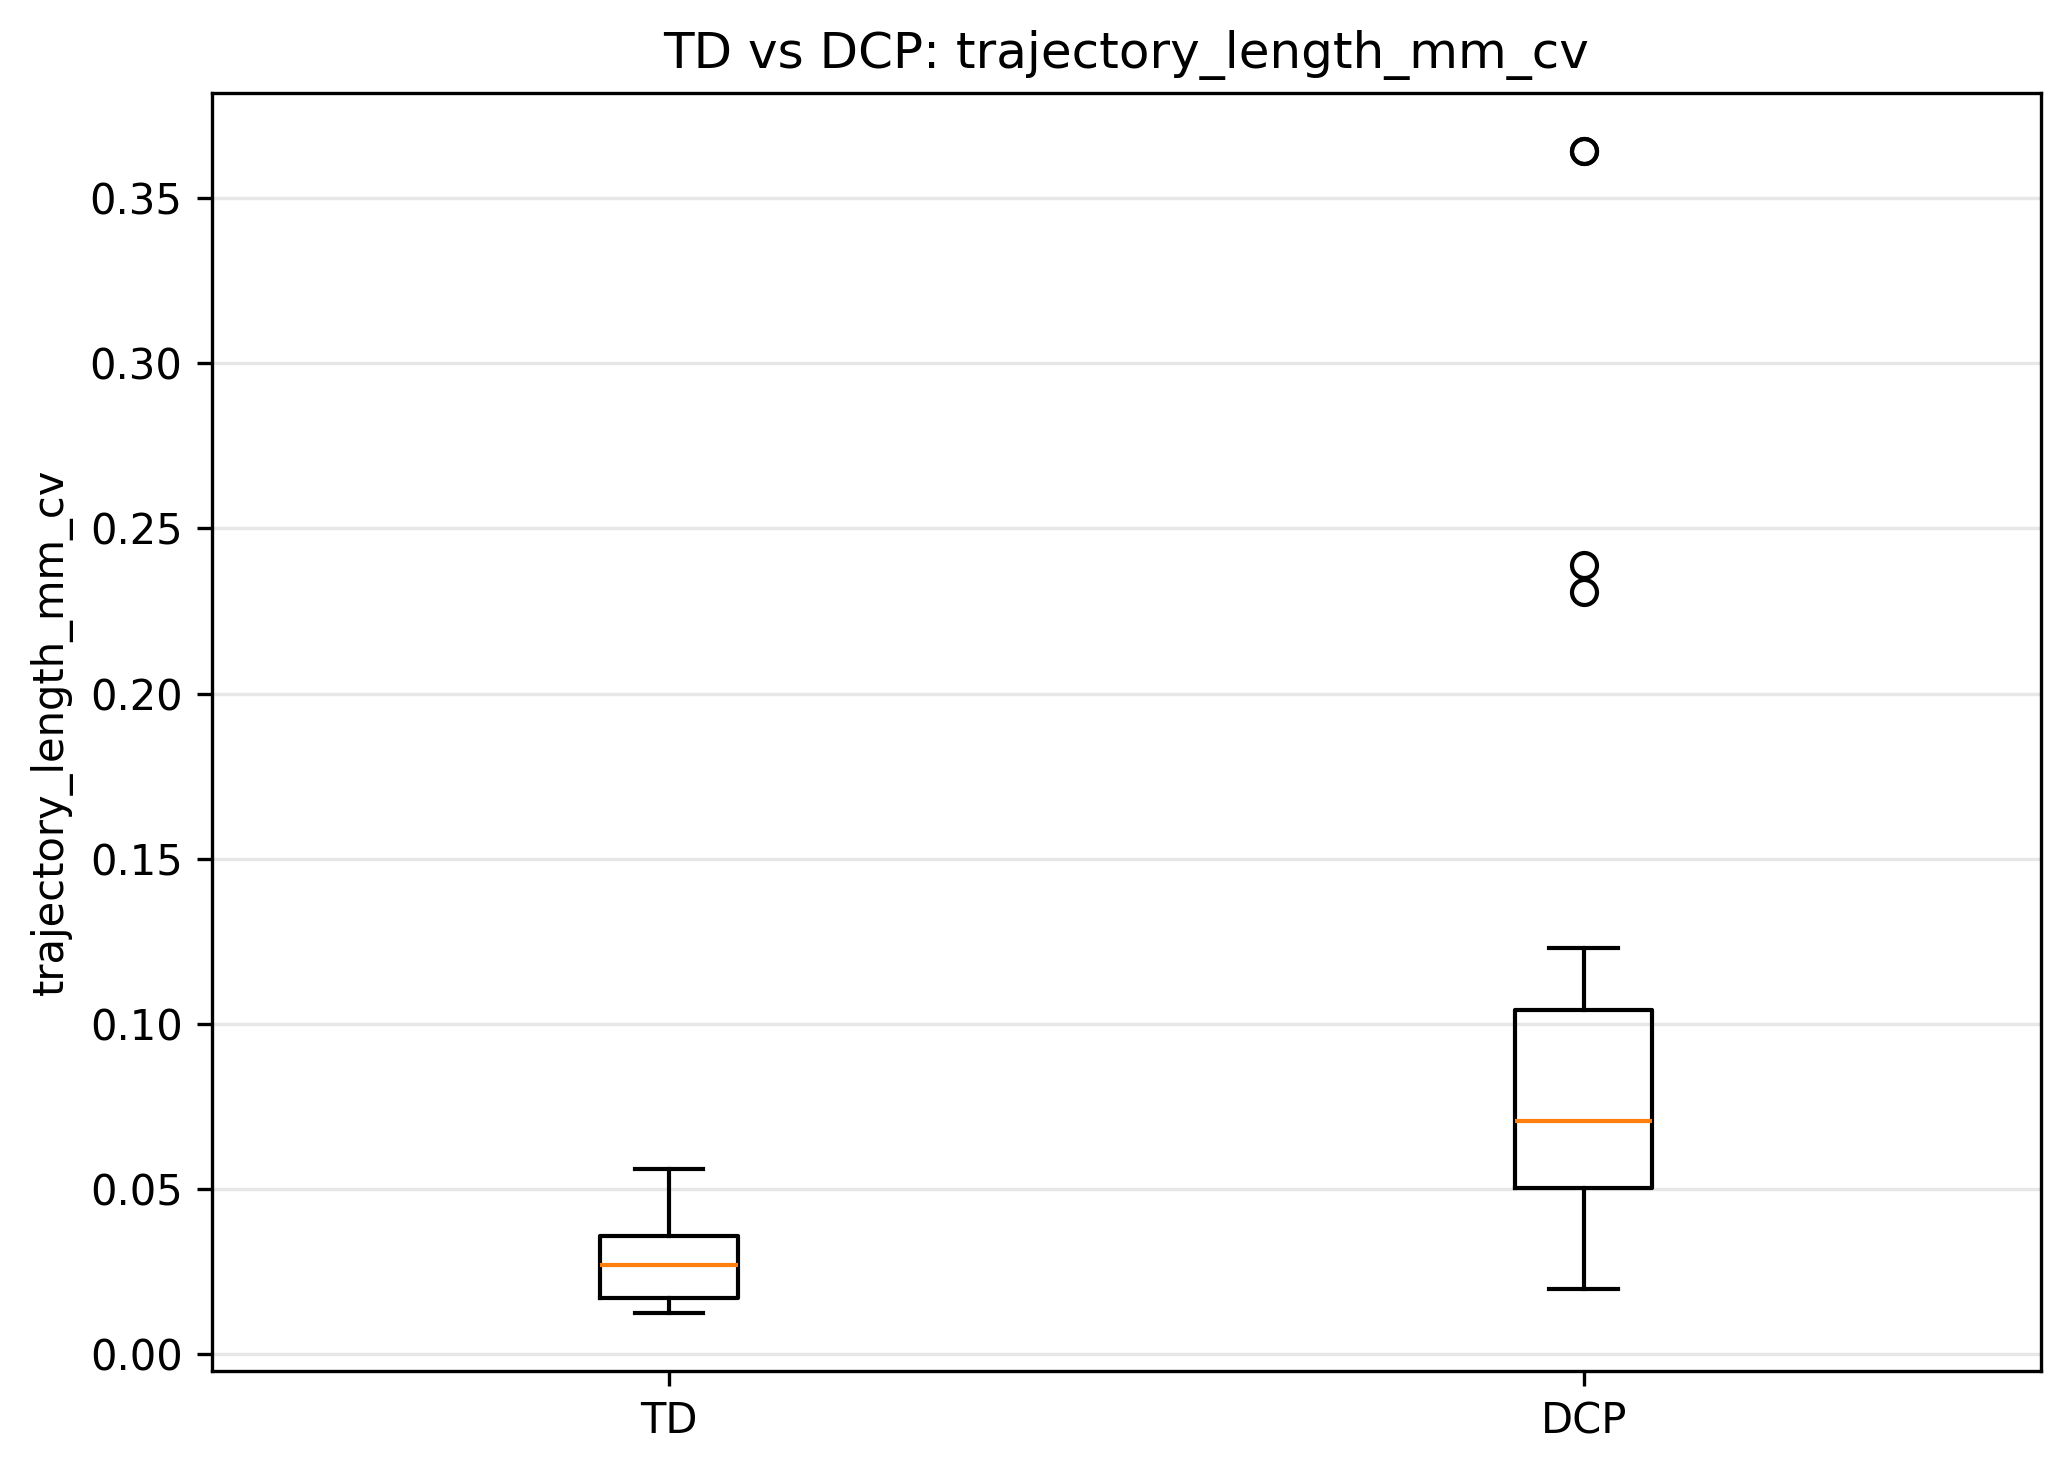 TD vs DCP: trajectory_length_mm_cv
trajectory_length_mm_cv
0.35
0.30
0.25
0.20
0.15
0.10
0.05
0.00
TD
DCP